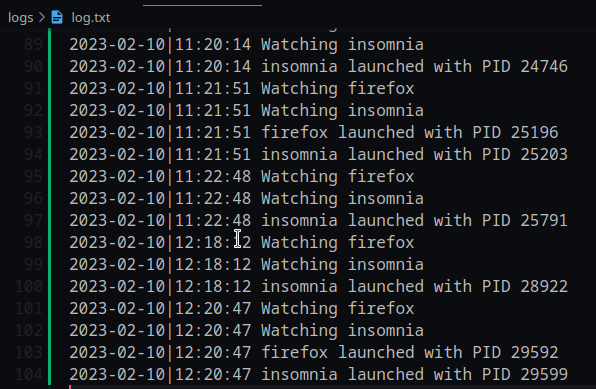 logs > log.txt
89 2023-02-10|11:20:14 Watching insomnia
90 2023-02-10|11:20:14 insomnia launched with PID 24746
91 2023-02-10|11:21:51 Watching firefox
92 2023-02-10|11:21:51 Watching insomnia
93 2023-02-10|11:21:51 firefox launched with PID 25196
94 2023-02-10|11:21:51 insomnia launched with PID 25203
95 2023-02-10|11:22:48 Watching firefox
96 2023-02-10|11:22:48 Watching insomnia
97 2023-02-10|11:22:48 insomnia launched with PID 25791
98 2023-02-10|12:18:12 Watching firefox
99 2023-02-10|12:18:12 Watching insomnia
100 2023-02-10|12:18:12 insomnia launched with PID 28922
101 2023-02-10|12:20:47 Watching firefox
102 2023-02-10|12:20:47 Watching insomnia
103 2023-02-10|12:20:47 firefox launched with PID 29592
104 2023-02-10|12:20:47 insomnia launched with PID 29599